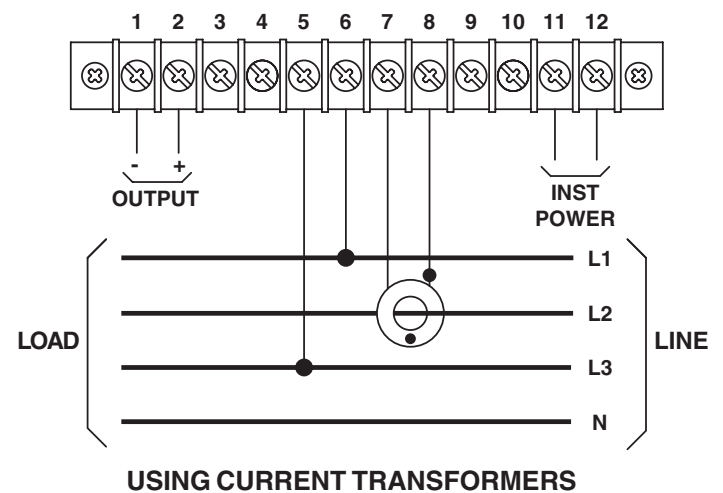 1 2 3 4 5 6 7 8 9 10 11 12
- +
OUTPUT
INST
POWER
L1
L2
LOAD
LINE
L3
N
USING CURRENT TRANSFORMERS